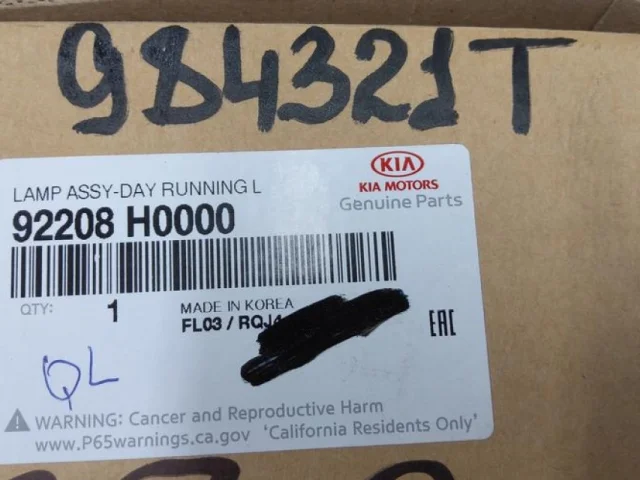 984321T
LAMP ASSY-DAY RUNNING L
92208 H0000
KIA
KIA MOTORS
Genuine Parts
QTY: 1
MADE IN KOREA
FL03 / RQJ4
EAC
QL
WARNING: Cancer and Reproductive Harm
www.P65warnings.ca.gov 'California Residents Only'